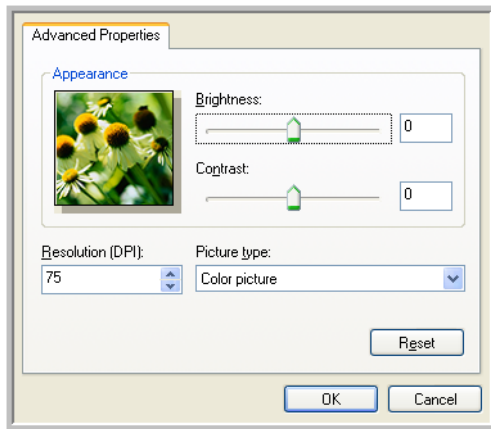 Advanced Properties
Appearance
Brightness:
0
Contrast:
0
Resolution (DPI):
Picture type:
75
Color picture
Reset
OK
Cancel